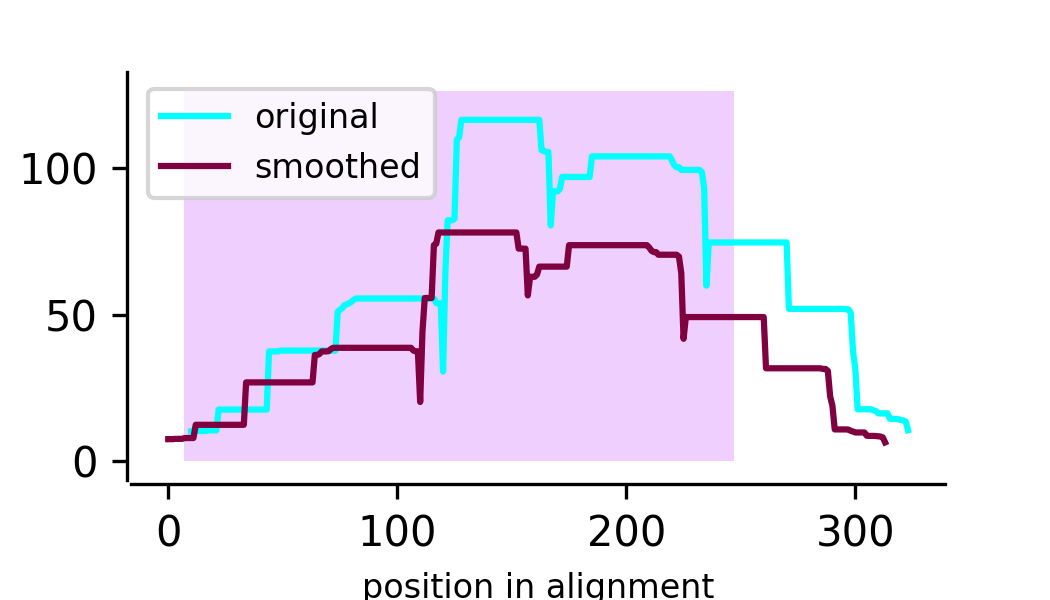 original
smoothed
100
50
0
0 100 200 300
position in alignment